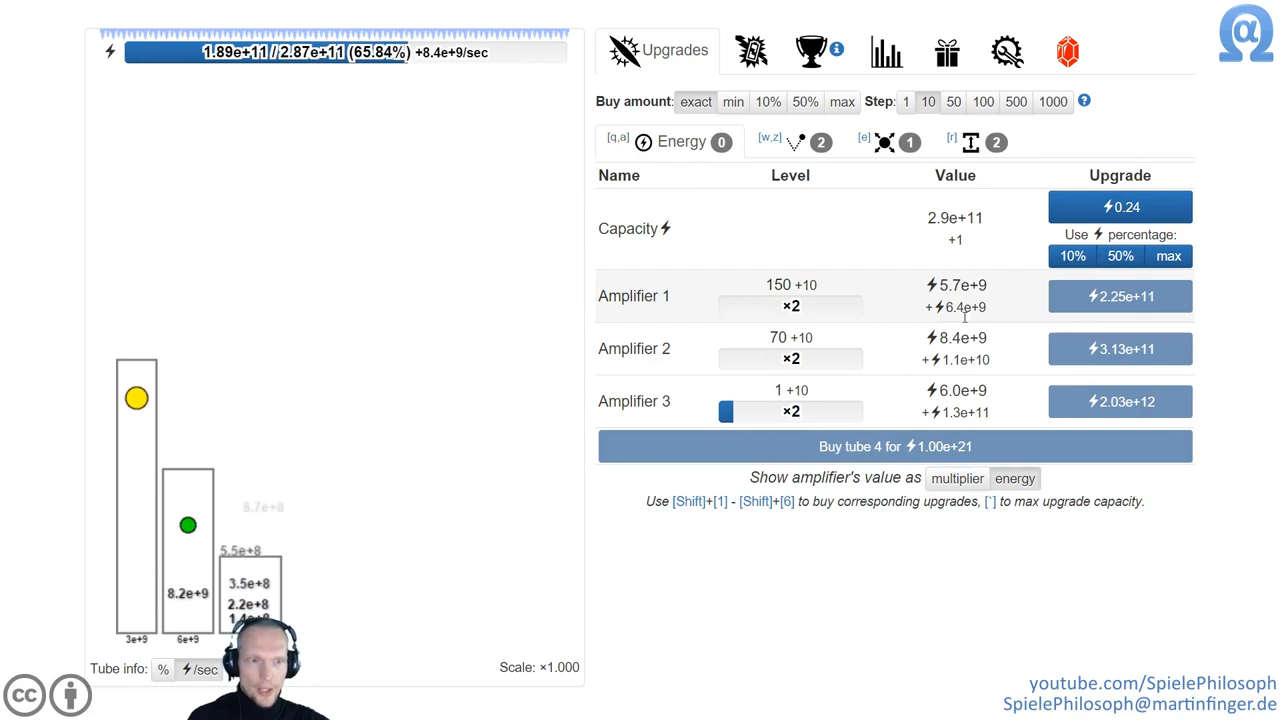 1.89e+11 / 2.87e+11 (65.84%) +8.4e+9/sec
Upgrades
Buy amount: exact min 10% 50% max Step: 1 10 50 100 500 1000
[q,a] Energy 0 [w,z] 2 [e] 1 [r] 2
Name Level Value Upgrade
Capacity 2.9e+11 +1 0.24
Use percentage:
10% 50% max
Amplifier 1 150 +10 ×2 5.7e+9 + 6.4e+9 2.25e+11
Amplifier 2 70 +10 ×2 8.4e+9 + 1.1e+10 3.13e+11
Amplifier 3 1 +10 ×2 6.0e+9 + 1.3e+11 2.03e+12
Buy tube 4 for 1.00e+21
Show amplifier's value as multiplier energy
Use [Shift]+[1] - [Shift]+[6] to buy corresponding upgrades, [`] to max upgrade capacity.
8.7e+8
5.5e+8
3.5e+8
8.2e+9
2.2e+8
3e+9 6e+9
Tube info: % /sec
Scale: ×1.000
cc
α
youtube.com/SpielePhilosoph
SpielePhilosoph@martinfinger.de